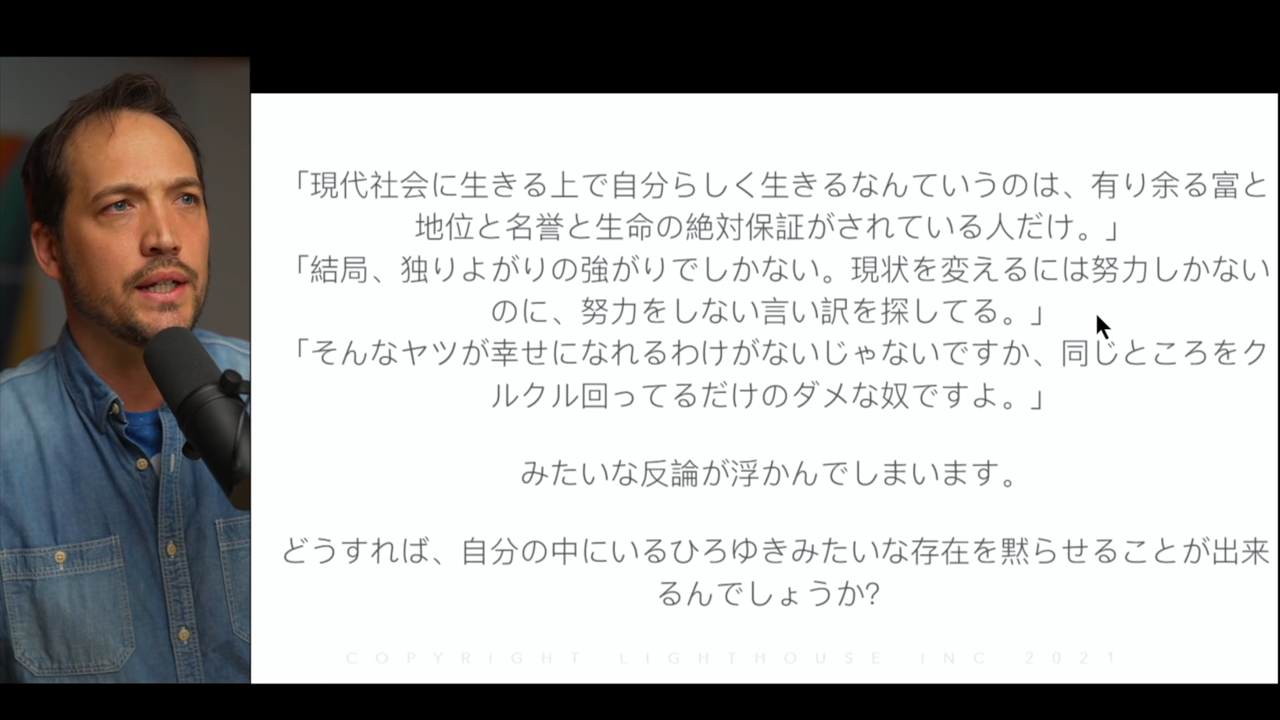 「現代社会に生きる上で自分らしく生きるなんていうのは、有り余る富と
地位と名誉と生命の絶対保証がされている人だけ。」
「結局、独りよがりの強がりでしかない。現状を変えるには努力しかない
のに、努力をしない言い訳を探してる。」
「そんなヤツが幸せになれるわけがないじゃないですか、同じところをク
ルクル回ってるだけのダメな奴ですよ。」
みたいな反論が浮かんでしまいます。
どうすれば、自分の中にいるひろゆきみたいな存在を黙らせることが出来
るんでしょうか?
COPYRIGHT LIGHTHOUSE INC 2021